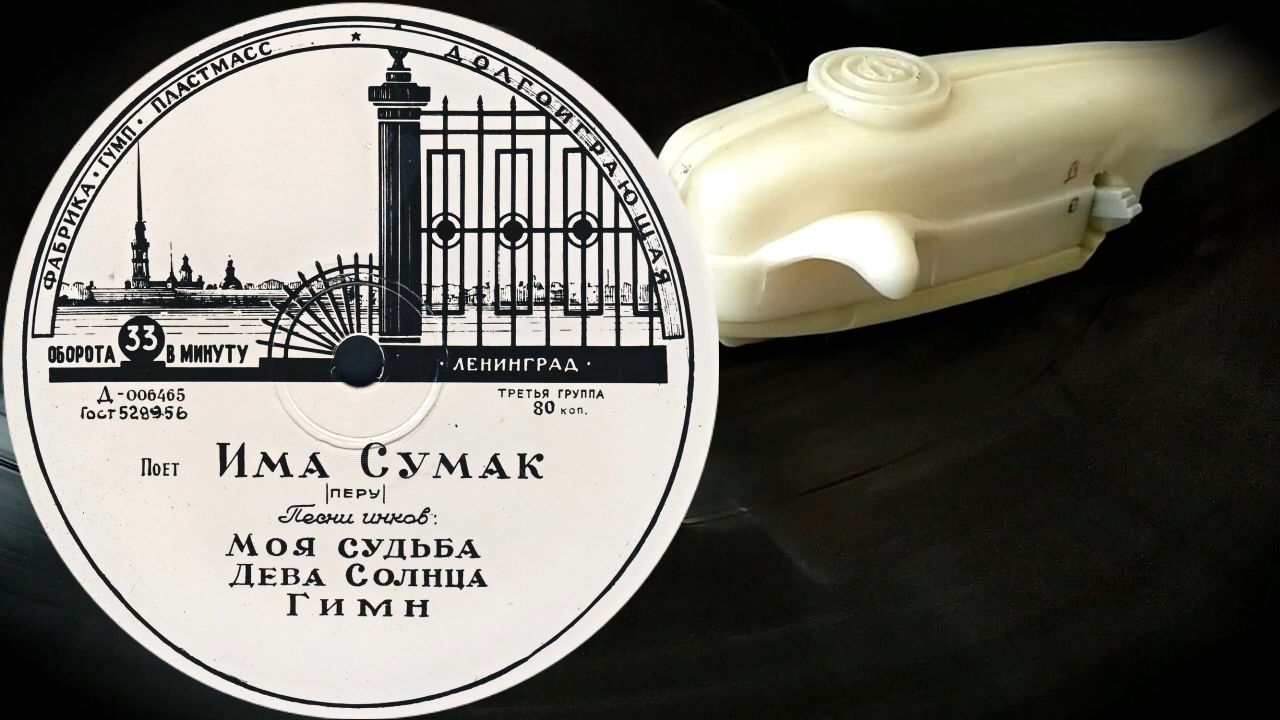 ФАБРИКА · ГУМП · ПЛАСТМАСС ★ ДОЛГОИГРАЮЩАЯ
ОБОРОТА 33 В МИНУТУ
· ЛЕНИНГРАД ·
Д-006465
ГОСТ 5289-56
ТРЕТЬЯ ГРУППА
80 коп.
Поет Има Сумак
|ПЕРУ|
Песни инков:
Моя судьба
Дева Солнца
Гимн